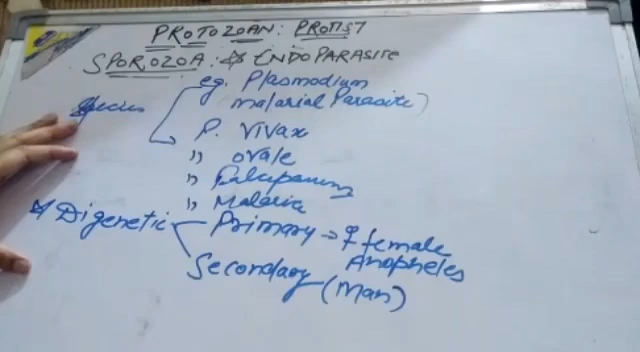 PROTOZOAN: PROTIST
SPOROZOA: ENDOPARASITE
eg. Plasmodium
Species (malarial Parasite)
P. Vivax
" ovale
" Falciparum
" Malaria
Digenetic Primary → ♀ female
Anopheles
Secondary (Man)